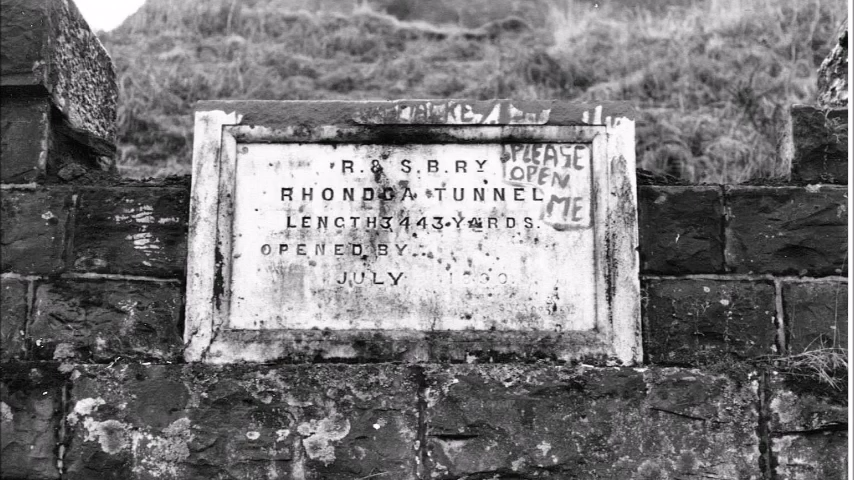 R. & S.B. RY
RHONDDA TUNNEL
LENGTH 3443 YARDS.
OPENED BY
JULY
PLEASE
OPEN
ME